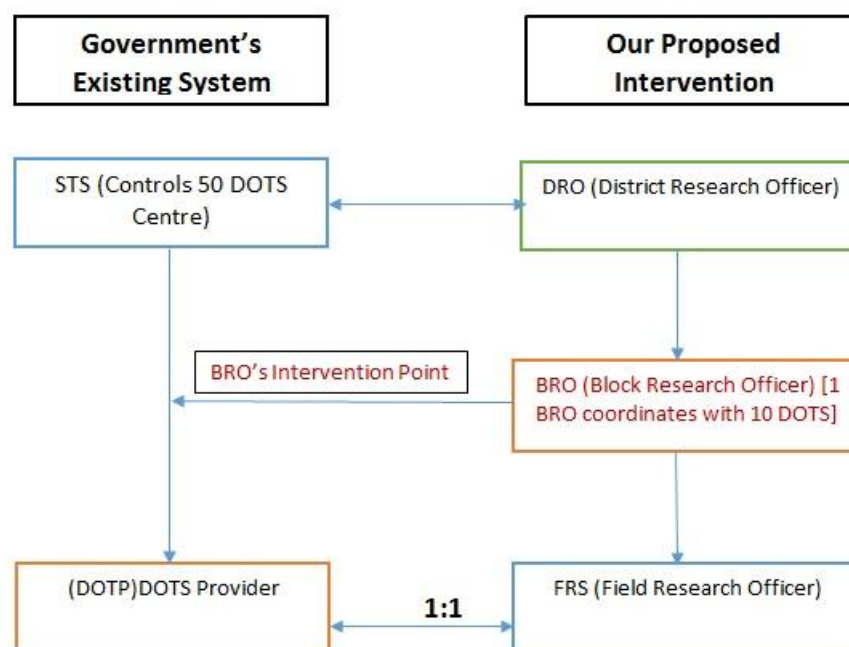 Government's
Existing System
Our Proposed
Intervention
STS (Controls 50 DOTS
Centre)
DRO (District Research Officer)
BRO's Intervention Point
BRO (Block Research Officer) [1
BRO coordinates with 10 DOTS]
(DOTP)DOTS Provider
1:1
FRS (Field Research Officer)